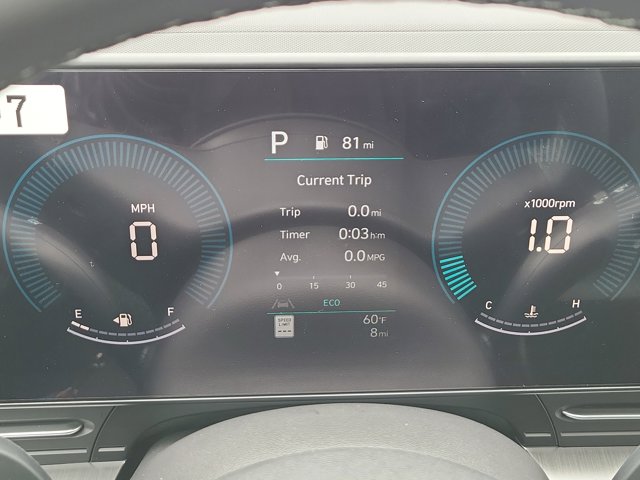 7
P 81 mi
Current Trip
MPH
0
x1000rpm
1.0
Trip 0.0 mi
Timer 0:03 h:m
Avg. 0.0 MPG
0 15 30 45
E F
C H
ECO
SPEED LIMIT ---
60°F
8 mi